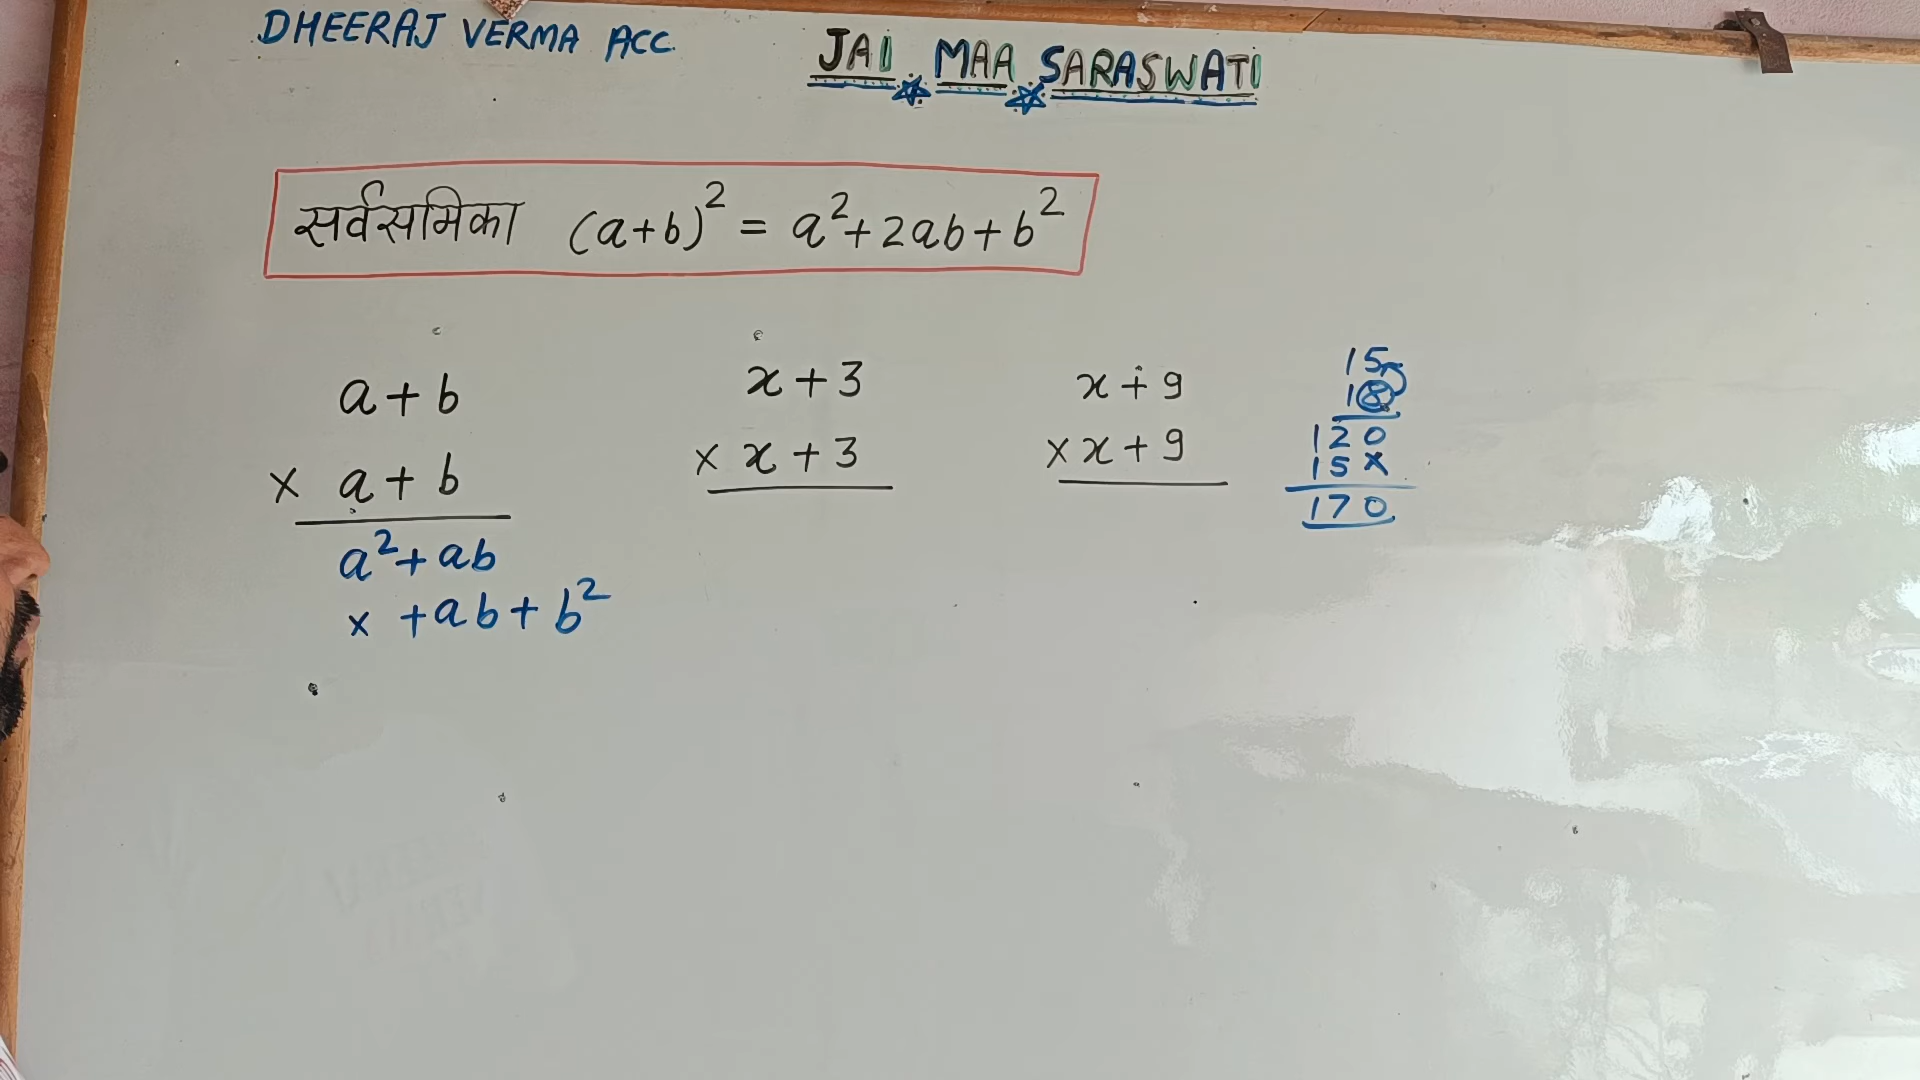 DHEERAJ VERMA ACC.
JAI MAA SARASWATI
सर्वसमिका (a+b)² = a²+2ab+b²
a+b
× a+b
a²+ab
× +ab+b²
x+3
× x+3
x+9
× x+9
15
18
120
15×
170